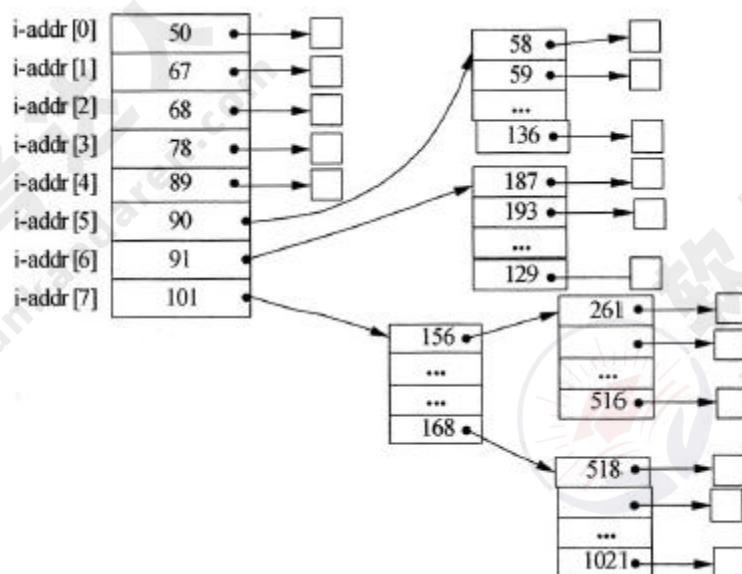 i-addr [0] 50
i-addr [1] 67
i-addr [2] 68
i-addr [3] 78
i-addr [4] 89
i-addr [5] 90
i-addr [6] 91
i-addr [7] 101
58
59
...
136
187
193
...
129
156
...
...
168
261
...
516
518
...
1021